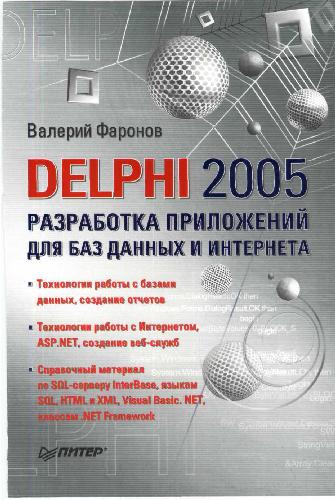 DELPHI
Валерий Фаронов
DELPHI 2005
РАЗРАБОТКА ПРИЛОЖЕНИЙ
ДЛЯ БАЗ ДАННЫХ И ИНТЕРНЕТА
• Технологии работы с базами
данных, создание отчетов
• Технологии работы с Интернетом,
ASP.NET, создание веб-служб
• Справочный материал
по SQL-серверу InterBase, языкам
SQL, HTML и XML, Visual Basic. NET,
классам .NET Framework
ПИТЕР
DELPHI